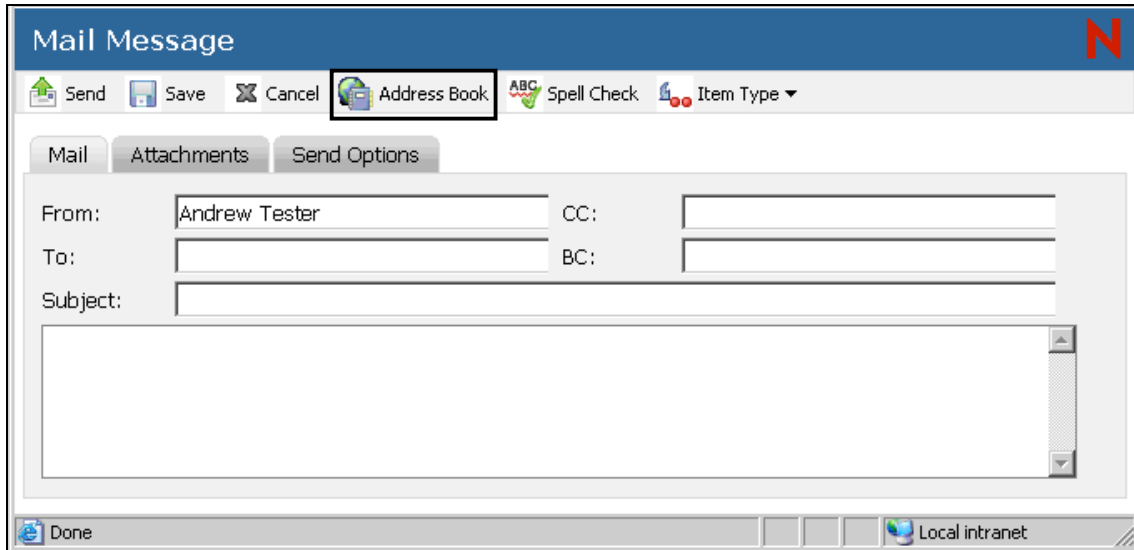 Mail Message N
Send Save Cancel Address Book ABC Spell Check Item Type
Mail Attachments Send Options
From: Andrew Tester CC:
To: BC:
Subject:
Done Local intranet